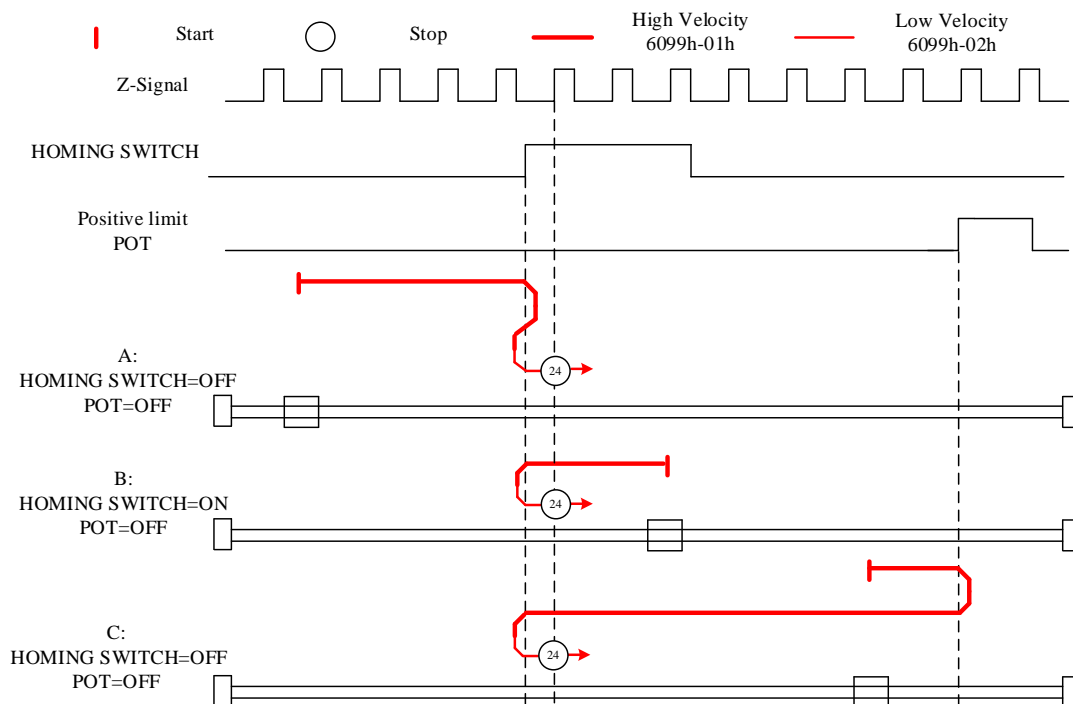 Start
Stop
High Velocity
6099h-01h
Low Velocity
6099h-02h
Z-Signal
HOMING SWITCH
Positive limit
POT
A:
HOMING SWITCH=OFF
POT=OFF
24
B:
HOMING SWITCH=ON
POT=OFF
24
C:
HOMING SWITCH=OFF
POT=OFF
24